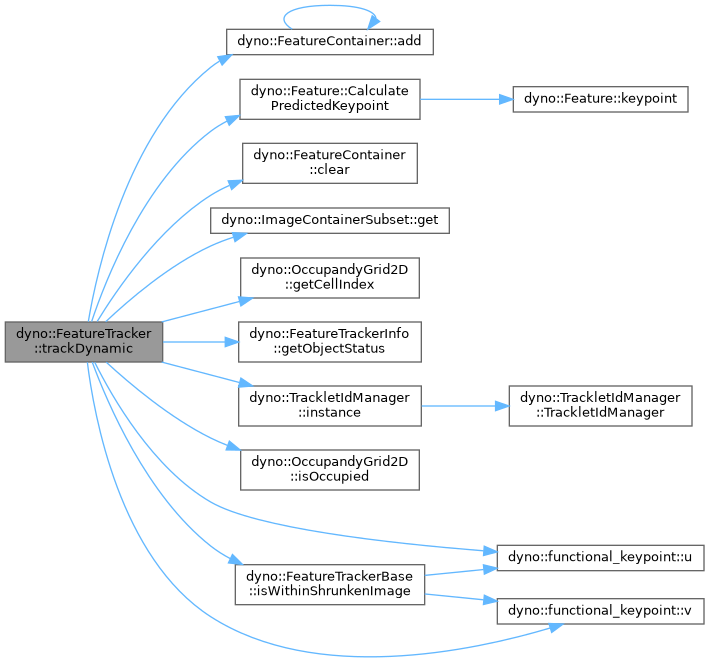 dyno::FeatureContainer::add
dyno::Feature::Calculate
PredictedKeypoint
dyno::Feature::keypoint
dyno::FeatureContainer
::clear
dyno::ImageContainerSubset::get
dyno::OccupandyGrid2D
::getCellIndex
dyno::FeatureTracker
::trackDynamic
dyno::FeatureTrackerInfo
::getObjectStatus
dyno::TrackletIdManager
::instance
dyno::TrackletIdManager
::TrackletIdManager
dyno::OccupandyGrid2D
::isOccupied
dyno::functional_keypoint::u
dyno::FeatureTrackerBase
::isWithinShrunkenImage
dyno::functional_keypoint::v